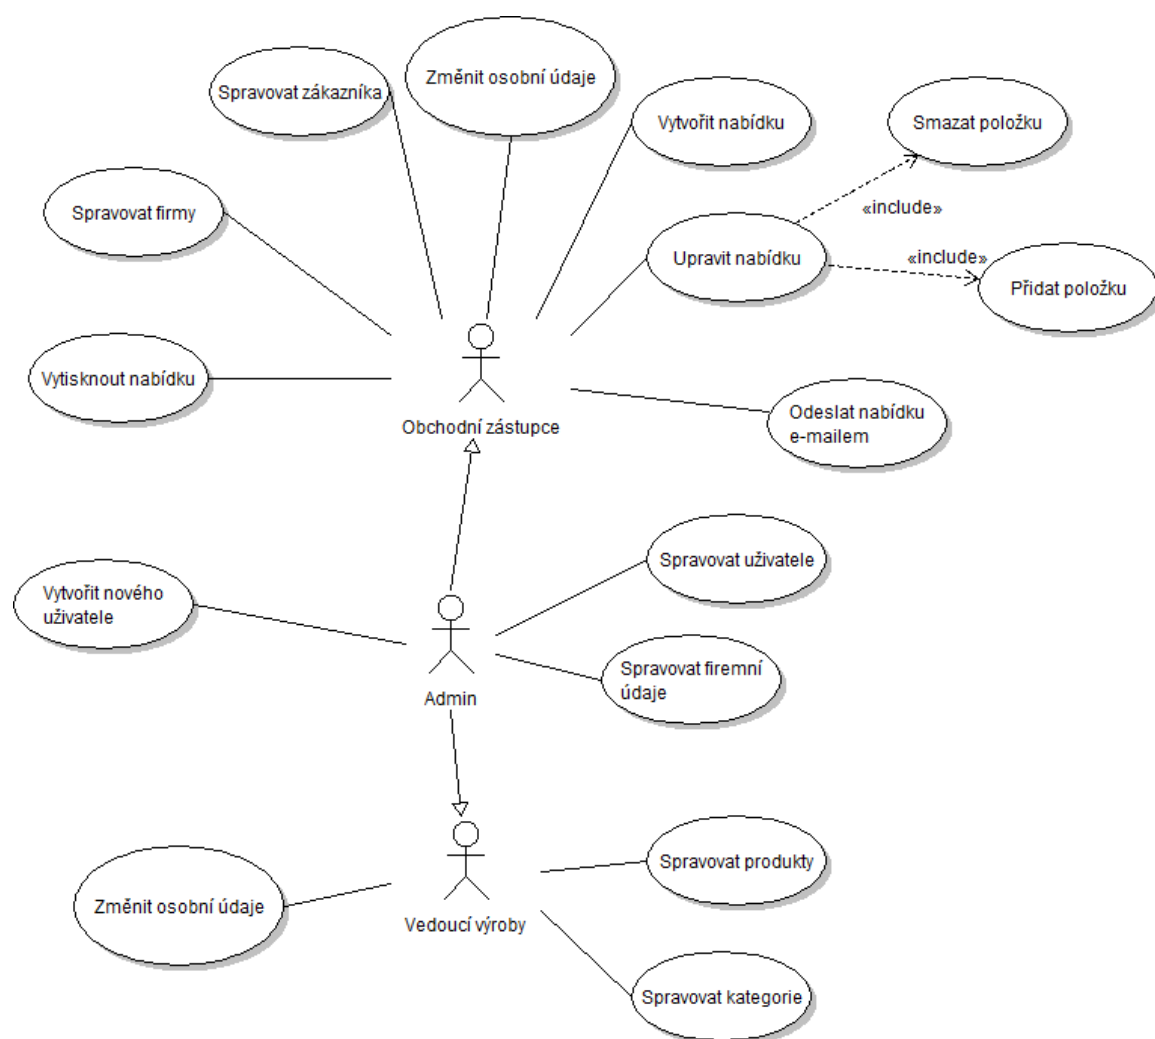 Změnit osobní údaje
Spravovat zákazníka
Vytvořit nabídku
Smazat položku
«include»
Spravovat firmy
Upravit nabídku
«include»
Přidat položku
Vytisknout nabídku
Obchodní zástupce
Odeslat nabídku
e-mailem
Spravovat uživatele
Vytvořit nového
uživatele
Spravovat firemní
údaje
Admin
Spravovat produkty
Změnit osobní údaje
Vedoucí výroby
Spravovat kategorie